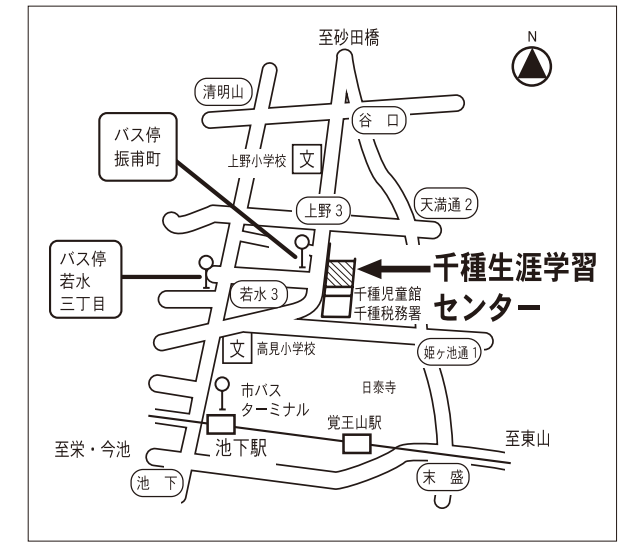 至砂田橋
N
清明山
谷 口
バス停
振甫町
上野小学校
文
天満通2
上野3
バス停
若水
三丁目
千種生涯学習
センター
若水3
千種児童館
千種税務署
文
高見小学校
姫ヶ池通1
市バス
ターミナル
日泰寺
覚王山駅
至栄・今池
池下駅
至東山
池 下
末 盛